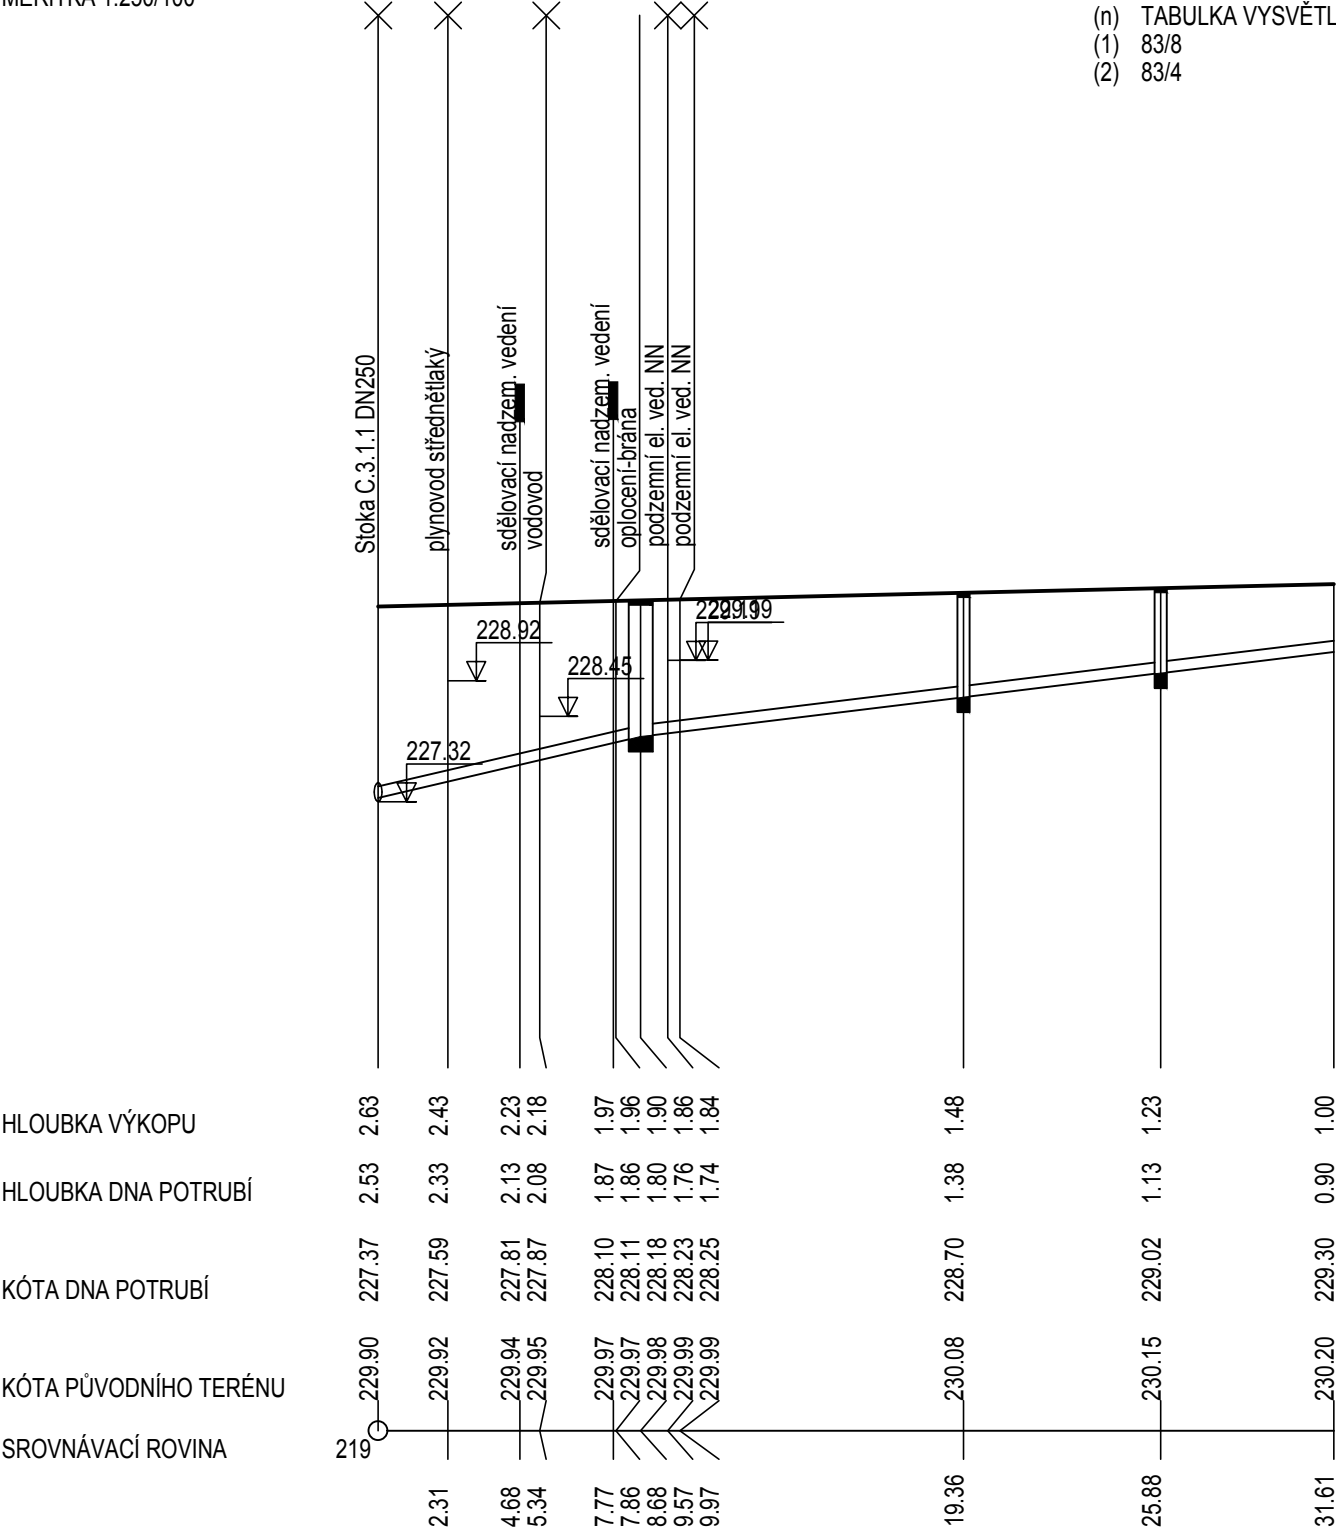 (n) TABULKA VYSVĚTL
(1) 83/8
(2) 83/4
Stoka C.3.1.1 DN250
plynovod střednětlaký
sdělovací nadzem. vedení
vodovod
sdělovací nadzem. vedení
oplocení-brána
podzemní el. ved. NN
podzemní el. ved. NN
228.92
228.45
227.32
HLOUBKA VÝKOPU 2.63 2.43 2.23 2.18 1.97 1.96 1.90 1.86 1.84 1.48 1.23 1.00
HLOUBKA DNA POTRUBÍ 2.53 2.33 2.13 2.08 1.87 1.86 1.80 1.76 1.74 1.38 1.13 0.90
KÓTA DNA POTRUBÍ 227.37 227.59 227.81 227.87 228.10 228.11 228.18 228.23 228.25 228.70 229.02 229.30
KÓTA PŮVODNÍHO TERÉNU 229.90 229.92 229.94 229.95 229.97 229.97 229.98 229.99 229.99 230.08 230.15 230.20
SROVNÁVACÍ ROVINA 219
2.31 4.68 5.34 7.77 7.86 8.68 9.57 9.97 19.36 25.88 31.61